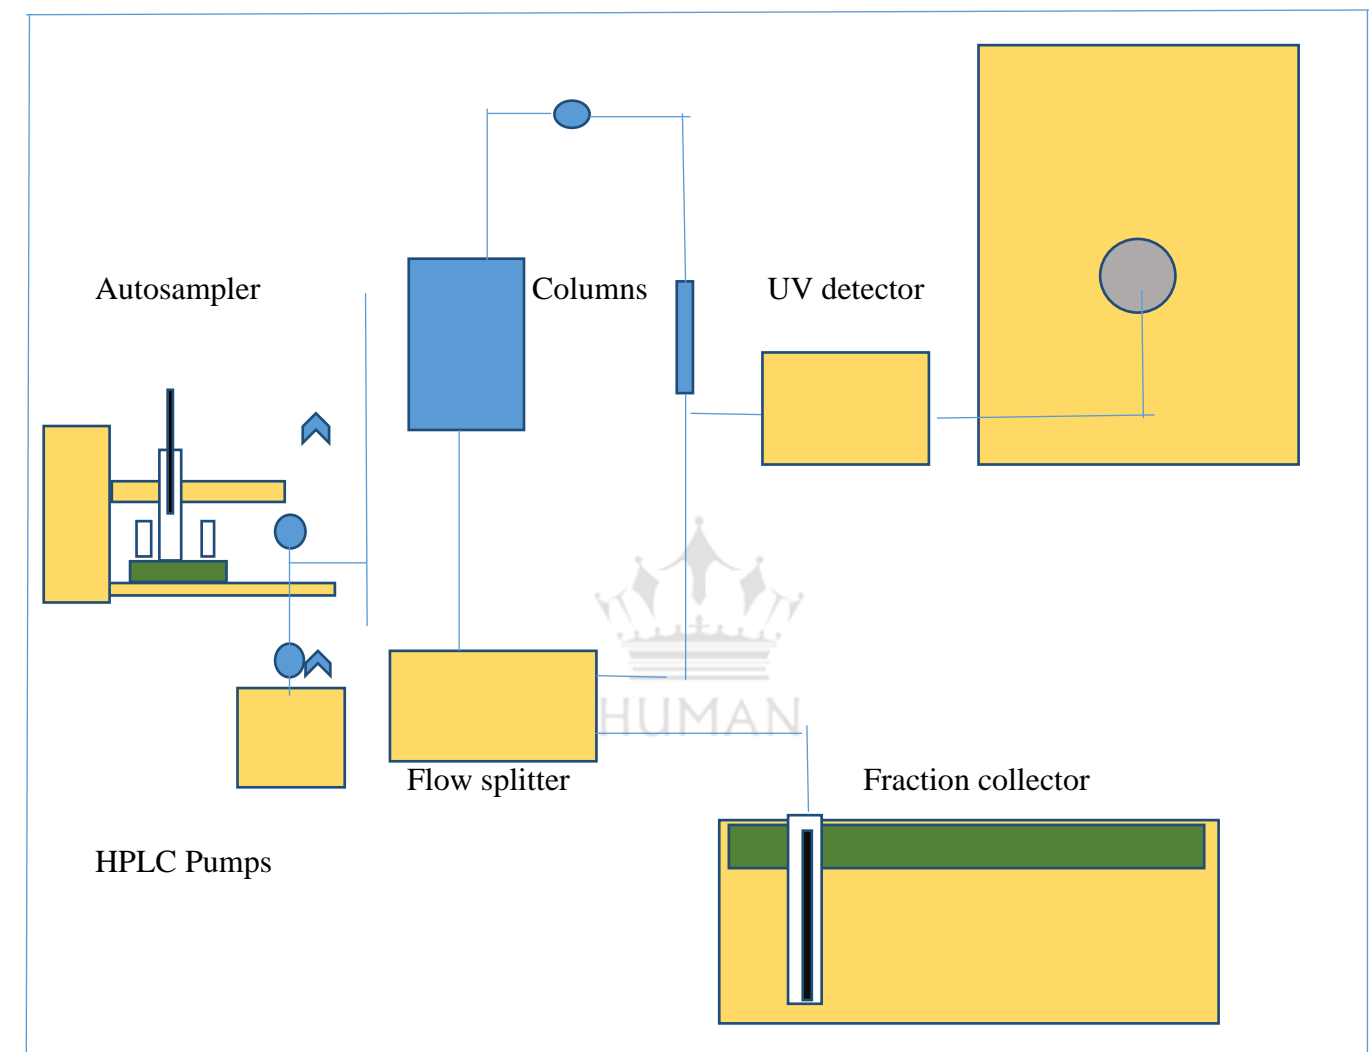 Autosampler
Columns
UV detector
HUMAN
Flow splitter
Fraction collector
HPLC Pumps